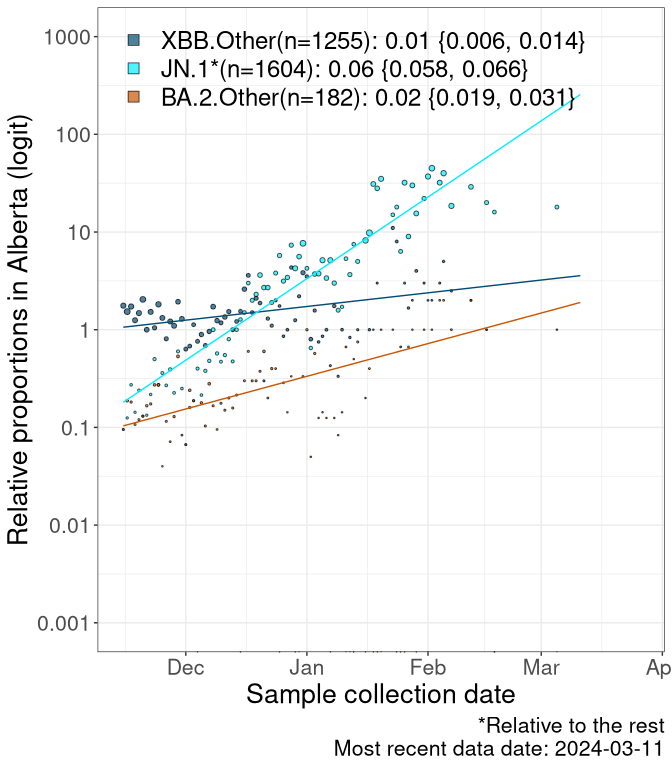 XBB.Other(n=1255): 0.01 {0.006, 0.014}
JN.1*(n=1604): 0.06 {0.058, 0.066}
BA.2.Other(n=182): 0.02 {0.019, 0.031}
Relative proportions in Alberta (logit)
1000
100
10
1
0.1
0.01
0.001
Dec Jan Feb Mar Ap
Sample collection date
*Relative to the rest
Most recent data date: 2024-03-11